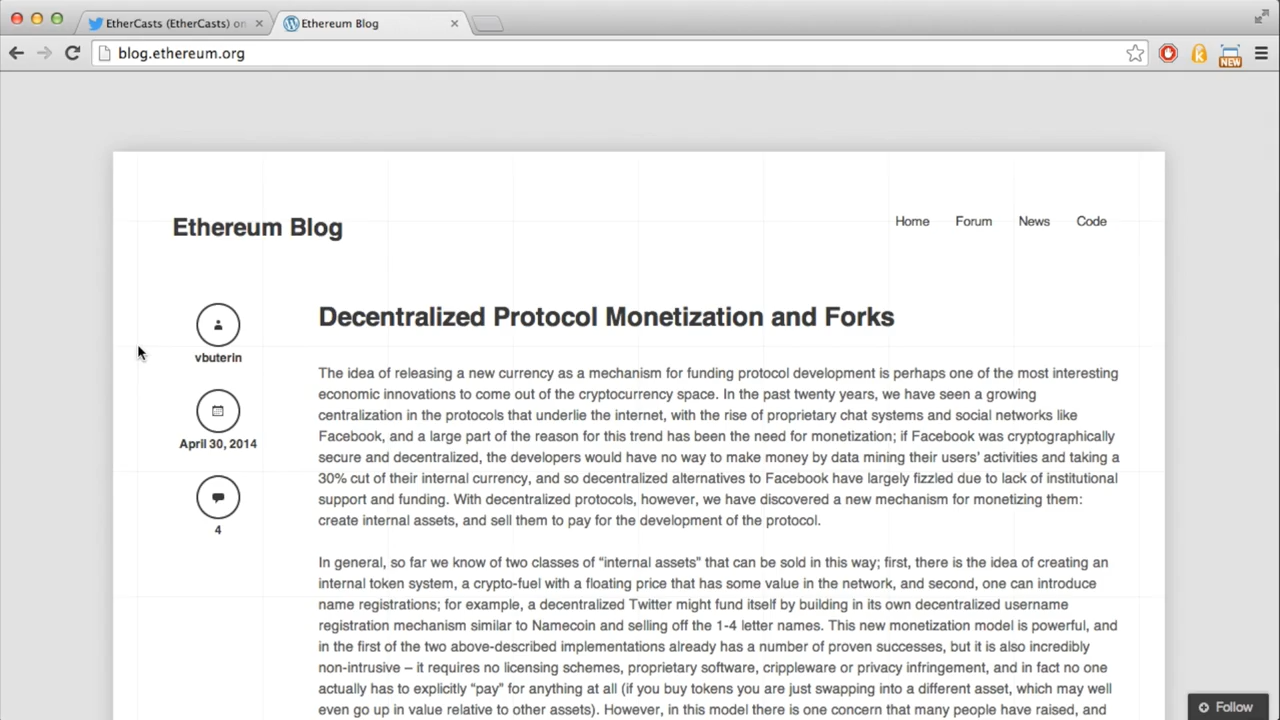 EtherCasts (EtherCasts) on
Ethereum Blog
blog.ethereum.org
NEW
Ethereum Blog
Home Forum News Code
vbuterin
April 30, 2014
4
Decentralized Protocol Monetization and Forks
The idea of releasing a new currency as a mechanism for funding protocol development is perhaps one of the most interesting
economic innovations to come out of the cryptocurrency space. In the past twenty years, we have seen a growing
centralization in the protocols that underlie the internet, with the rise of proprietary chat systems and social networks like
Facebook, and a large part of the reason for this trend has been the need for monetization; if Facebook was cryptographically
secure and decentralized, the developers would have no way to make money by data mining their users' activities and taking a
30% cut of their internal currency, and so decentralized alternatives to Facebook have largely fizzled due to lack of institutional
support and funding. With decentralized protocols, however, we have discovered a new mechanism for monetizing them:
create internal assets, and sell them to pay for the development of the protocol.
In general, so far we know of two classes of “internal assets” that can be sold in this way; first, there is the idea of creating an
internal token system, a crypto-fuel with a floating price that has some value in the network, and second, one can introduce
name registrations; for example, a decentralized Twitter might fund itself by building in its own decentralized username
registration mechanism similar to Namecoin and selling off the 1-4 letter names. This new monetization model is powerful, and
in the first of the two above-described implementations already has a number of proven successes, but it is also incredibly
non-intrusive – it requires no licensing schemes, proprietary software, crippleware or privacy infringement, and in fact no one
actually has to explicitly “pay” for anything at all (if you buy tokens you are just swapping into a different asset, which may well
even go up in value relative to other assets). However, in this model there is one concern that many people have raised, and
Follow